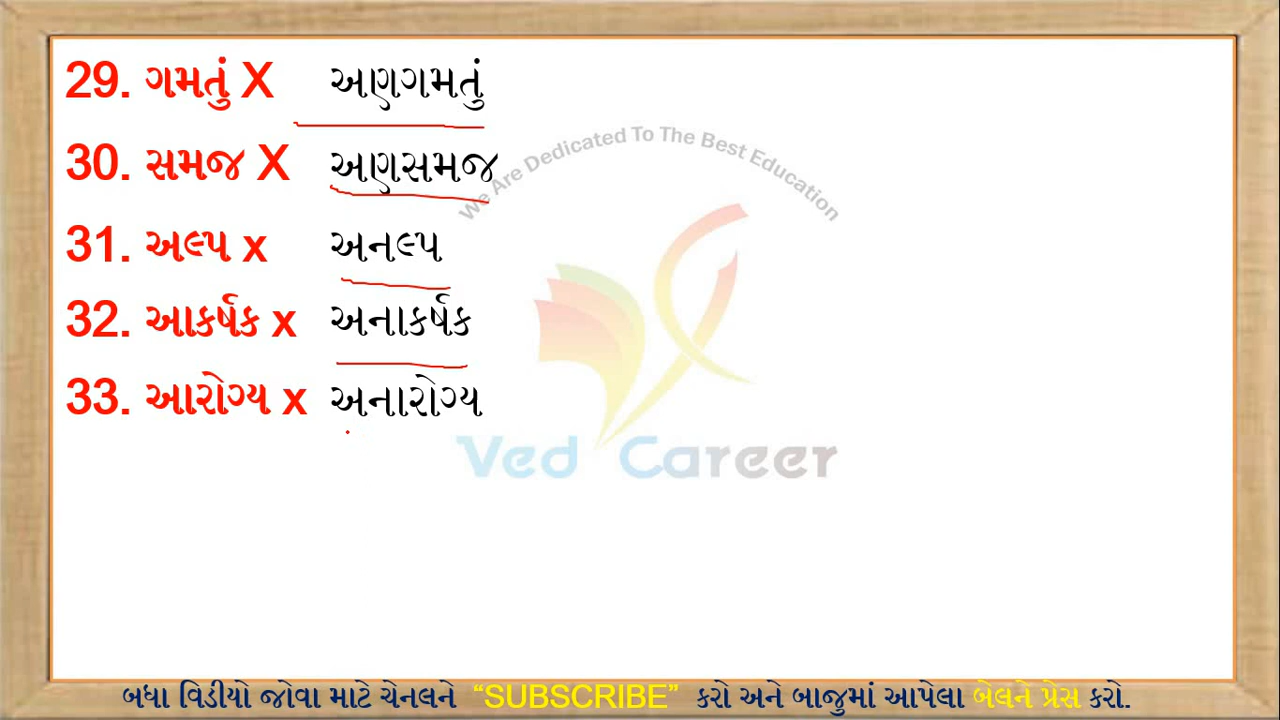 29. ગમતું X અણગમતું
30. સમજ X અણસમજ
We Are Dedicated To The Best Education
31. અલ્પ x અનલ્પ
32. આકર્ષક x અનાકર્ષક
33. આરોગ્ય x અનારોગ્ય
Ved Career
બધા વિડીયો જોવા માટે ચેનલને “SUBSCRIBE” કરો અને બાજુમાં આપેલા બેલને પ્રેસ કરો.